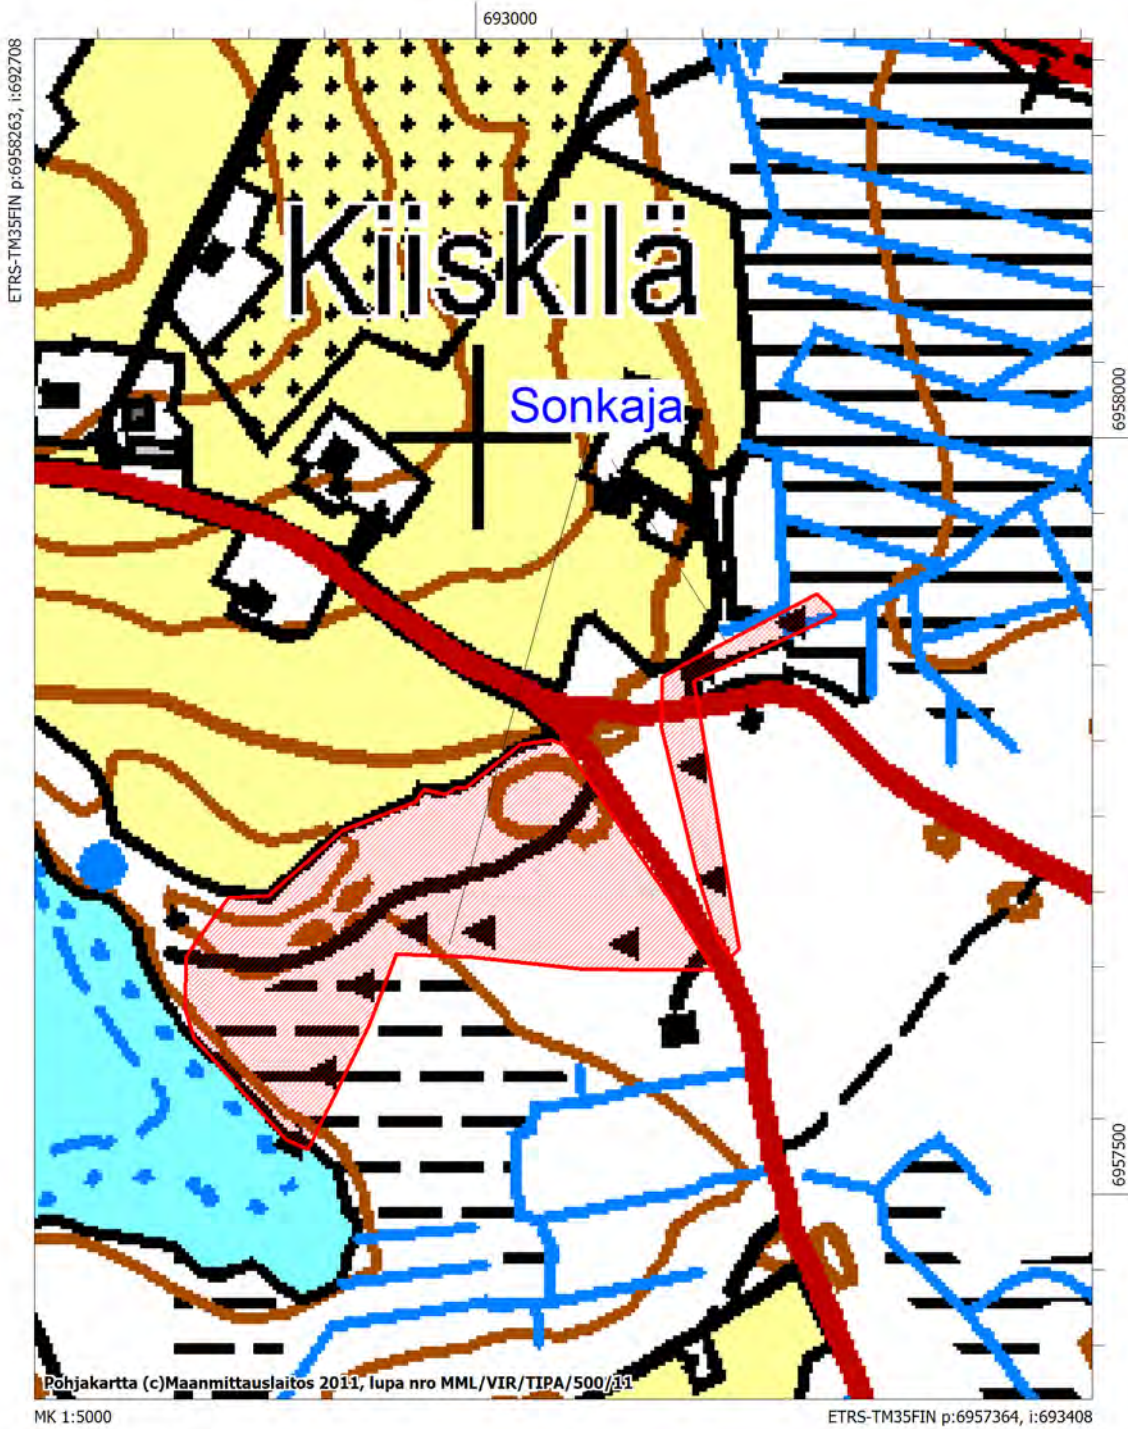 693000
ETRS-TM35FIN p:6958263, i:692708
Kiiskilä
Sonkaja
6958000
6957500
Pohjakartta (c)Maanmittauslaitos 2011, lupa nro MML/VIR/TIPA/500/11
MK 1:5000
ETRS-TM35FIN p:6957364, i:693408